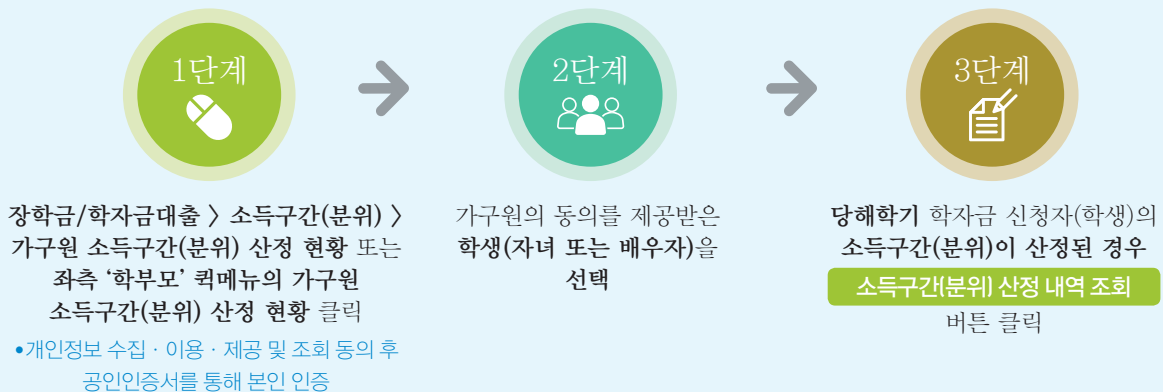 1단계
장학금/학자금대출 > 소득구간(분위) >
가구원 소득구간(분위) 산정 현황 또는
좌측 ‘학부모’ 퀵메뉴의 가구원
소득구간(분위) 산정 현황 클릭
•개인정보 수집 · 이용 · 제공 및 조회 동의 후
공인인증서를 통해 본인 인증
2단계
가구원의 동의를 제공받은
학생(자녀 또는 배우자)을
선택
3단계
당해학기 학자금 신청자(학생)의
소득구간(분위)이 산정된 경우
소득구간(분위) 산정 내역 조회
버튼 클릭